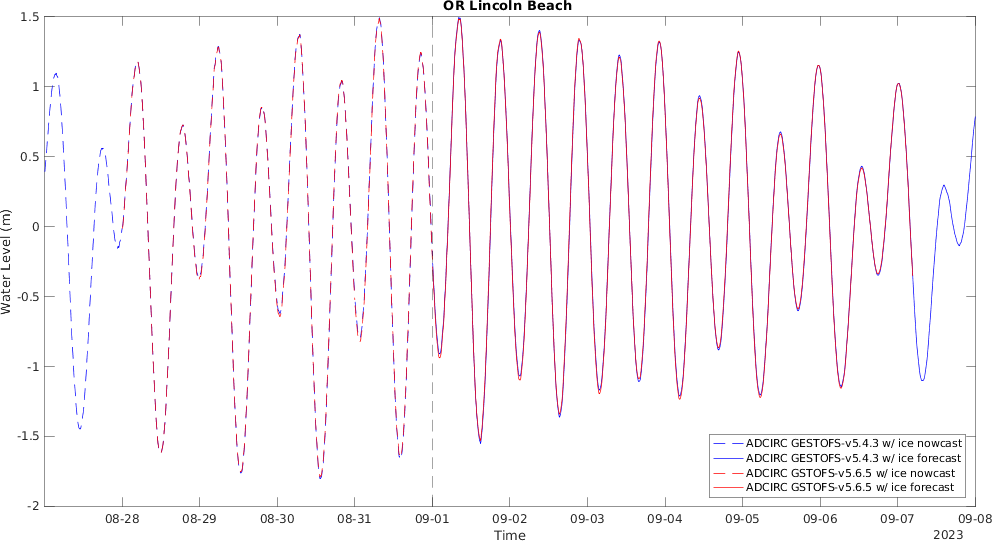 OR Lincoln Beach
1.5
1
0.5
0
-0.5
-1
-1.5
-2
Water Level (m)
ADCIRC GESTOFS-v5.4.3 w/ ice nowcast
ADCIRC GESTOFS-v5.4.3 w/ ice forecast
ADCIRC GSTOFS-v5.6.5 w/ ice nowcast
ADCIRC GSTOFS-v5.6.5 w/ ice forecast
08-28 08-29 08-30 08-31 09-01 09-02 09-03 09-04 09-05 09-06 09-07 09-08
Time
2023